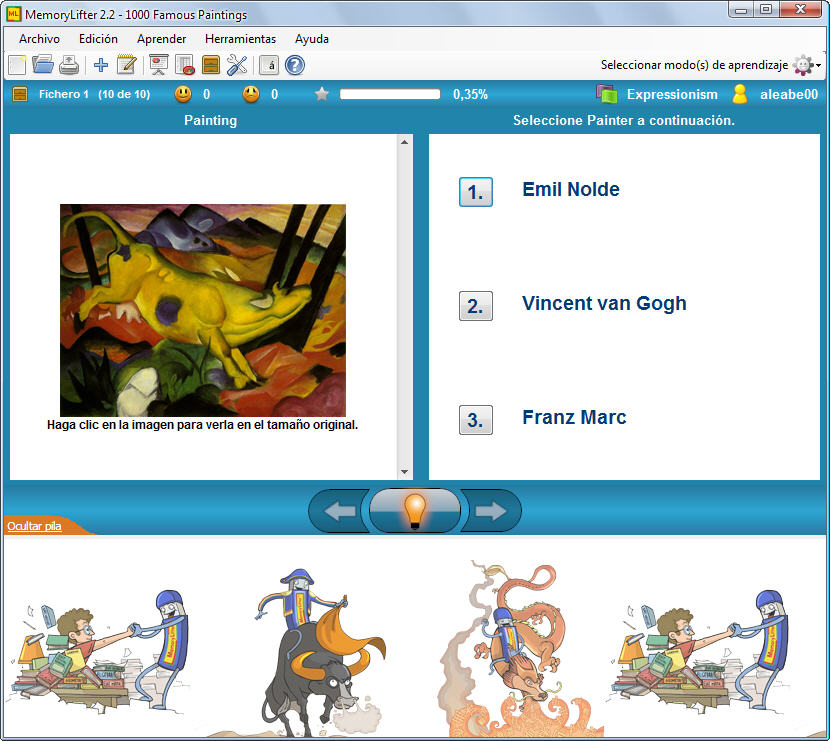 MemoryLifter 2.2 - 1000 Famous Paintings
Archivo Edición Aprender Herramientas Ayuda
Seleccionar modo(s) de aprendizaje
Fichero 1 (10 de 10) 0 0 0,35% Expressionism aleabe00
Painting
Seleccione Painter a continuación.
Haga clic en la imagen para verla en el tamaño original.
1. Emil Nolde
2. Vincent van Gogh
3. Franz Marc
Ocultar pila